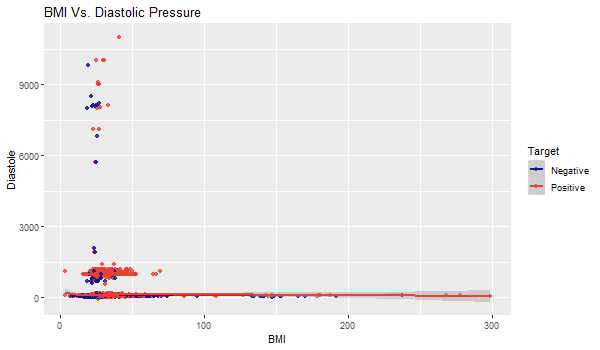 BMI Vs. Diastolic Pressure
9000
6000
3000
0
Diastole
0 100 200 300
BMI
Target
Negative
Positive